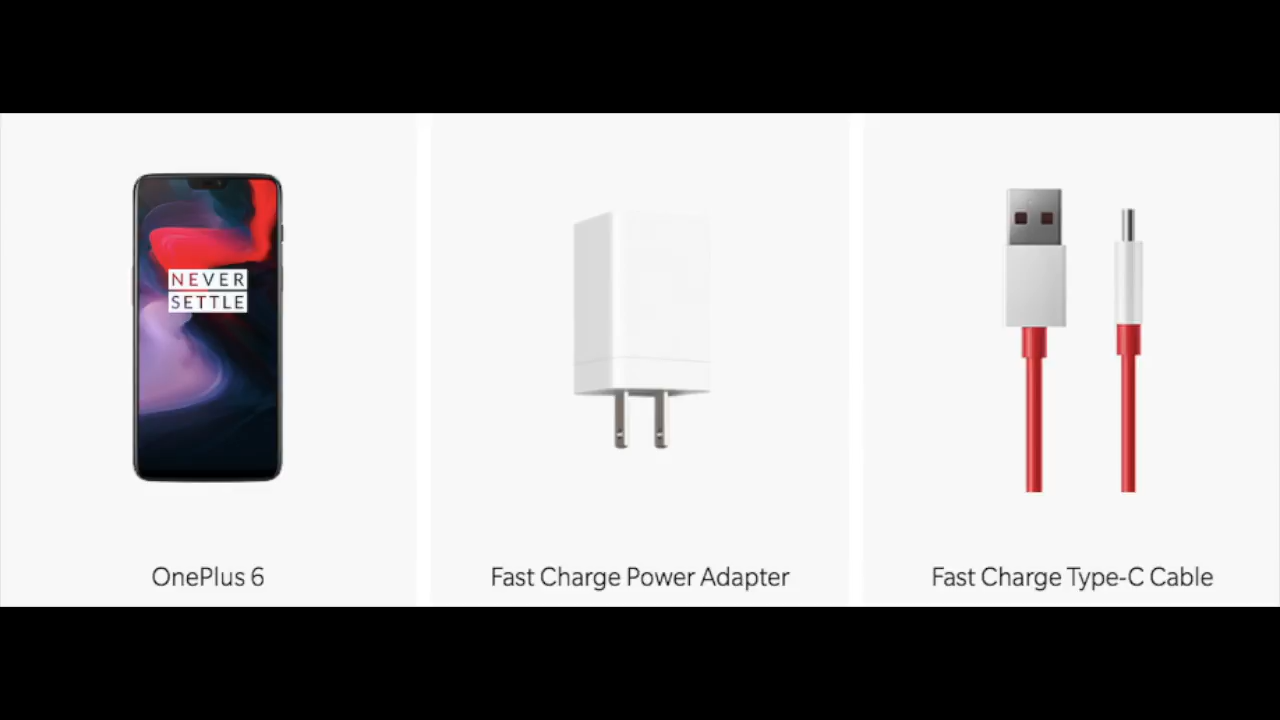 NEVER
SETTLE
OnePlus 6
Fast Charge Power Adapter
Fast Charge Type-C Cable